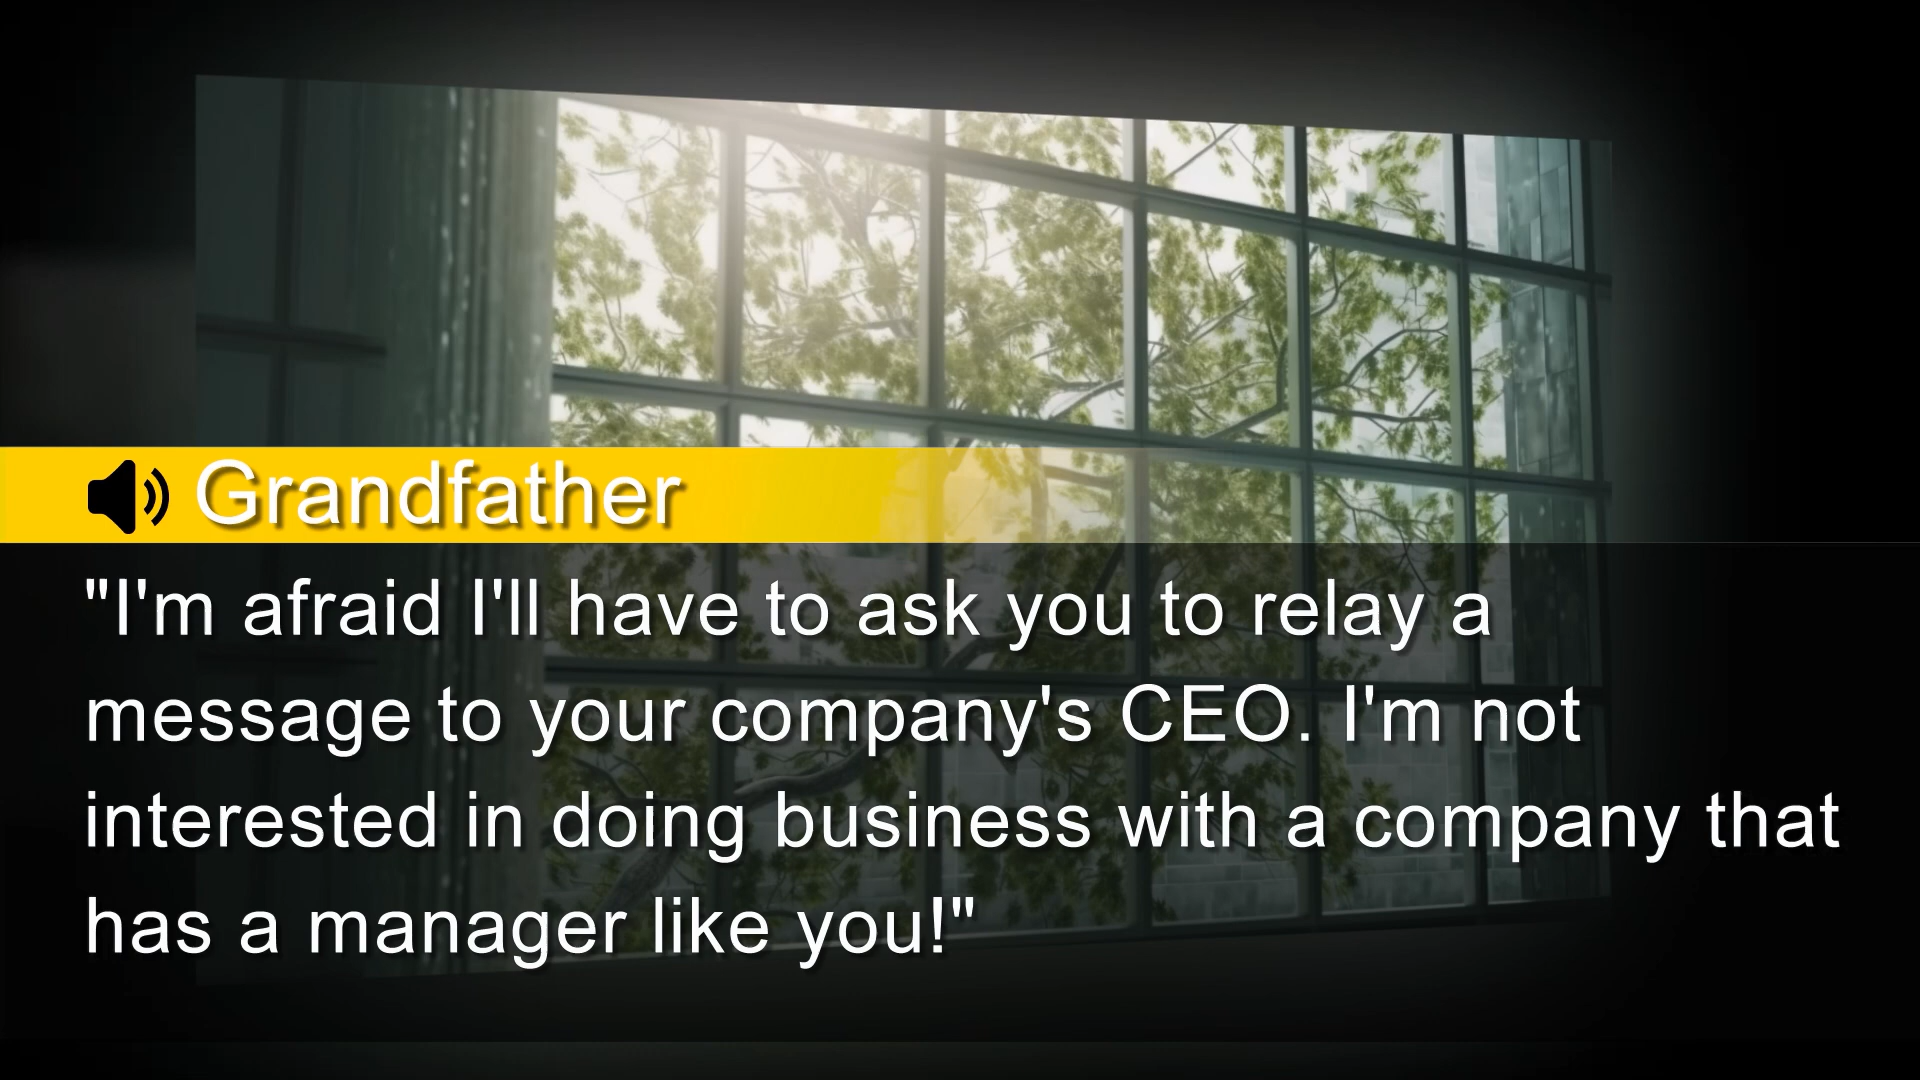 Grandfather
"I'm afraid I'll have to ask you to relay a
message to your company's CEO. I'm not
interested in doing business with a company that
has a manager like you!"